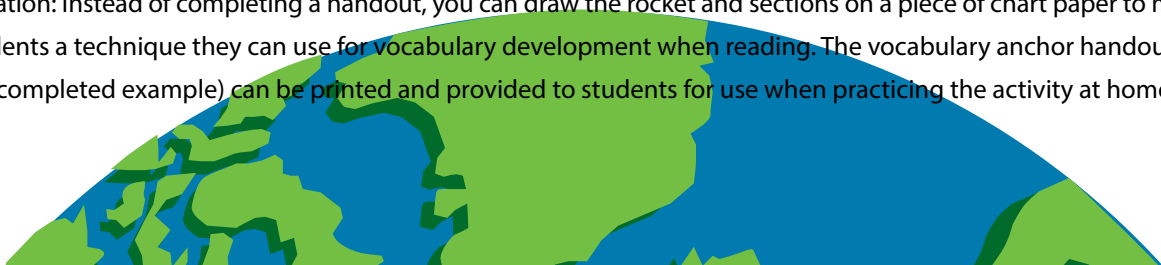 ation: Instead of completing a handout, you can draw the rocket and sections on a piece of chart paper to
dents a technique they can use for vocabulary development when reading. The vocabulary anchor handou
completed example) can be printed and provided to students for use when practicing the activity at home